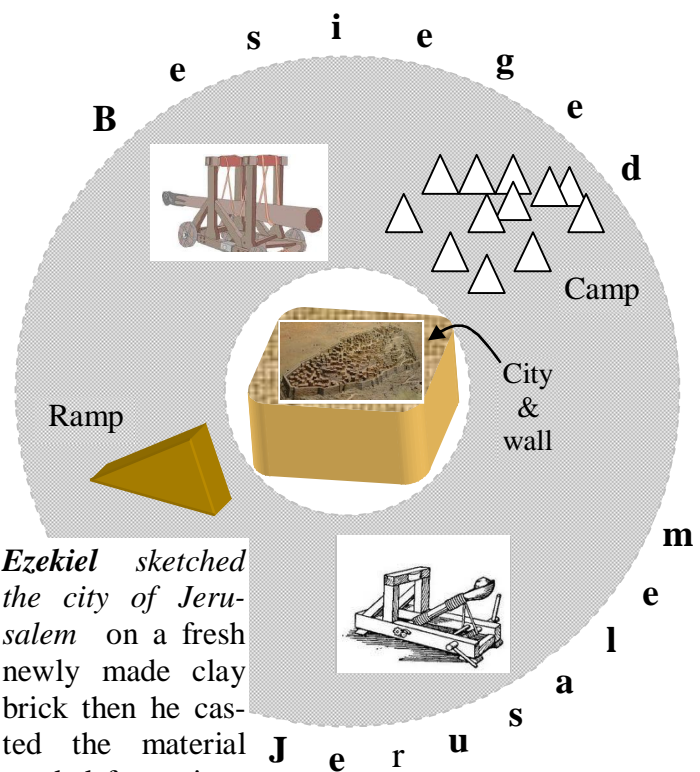 Besieged
Camp
City
&
wall
Ramp
Ezekiel sketched
the city of Jeru-
salem on a fresh
newly made clay
brick then he cas-
ted the material
Jerusalem